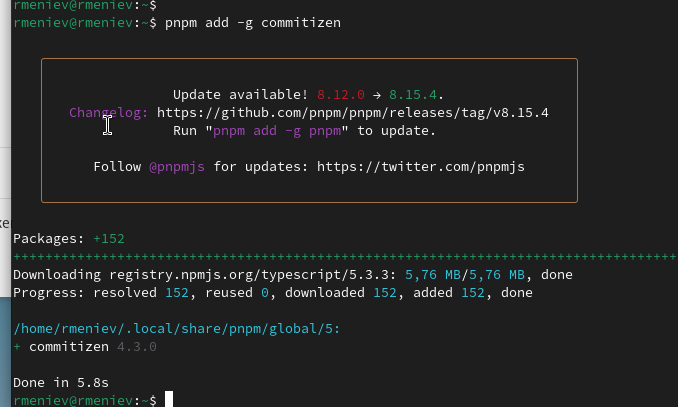 rmeniev@rmeniev:~$
rmeniev@rmeniev:~$ pnpm add -g commitizen
Update available! 8.12.0 → 8.15.4.
Changelog: https://github.com/pnpm/pnpm/releases/tag/v8.15.4
Run "pnpm add -g pnpm" to update.
Follow @pnpmjs for updates: https://twitter.com/pnpmjs
Packages: +152
++++++++++++++++++++++++++++++++++++++++++++++++++++++++++++++++++++++++++++++++++
Downloading registry.npmjs.org/typescript/5.3.3: 5,76 MB/5,76 MB, done
Progress: resolved 152, reused 0, downloaded 152, added 152, done
/home/rmeniev/.local/share/pnpm/global/5:
+ commitizen 4.3.0
Done in 5.8s
rmeniev@rmeniev:~$